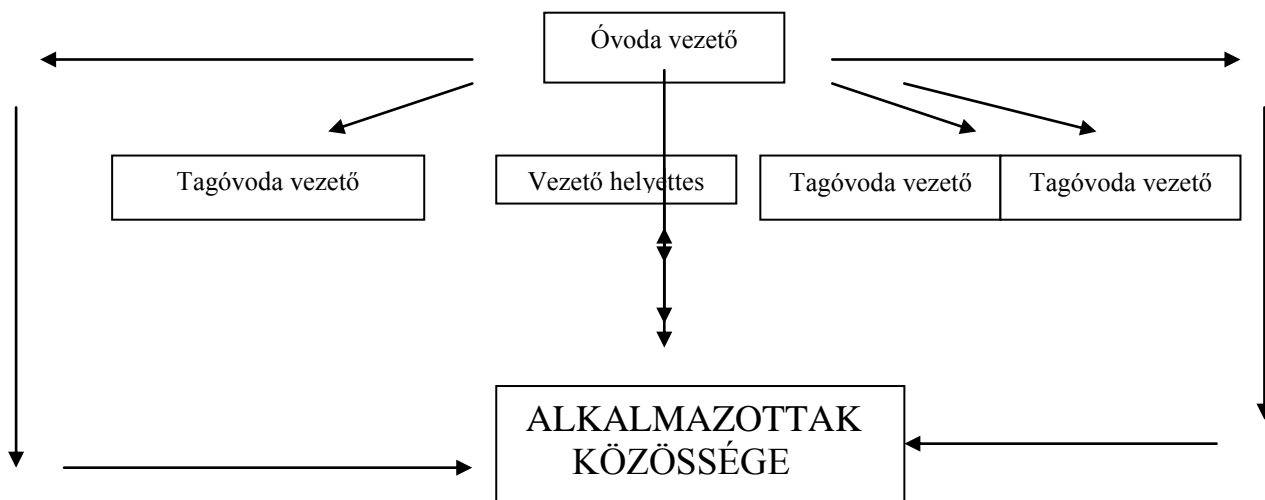 Óvoda vezető
Tagóvoda vezető
Vezető helyettes
Tagóvoda vezető
Tagóvoda vezető
ALKALMAZOTTAK
KÖZÖSSÉGE